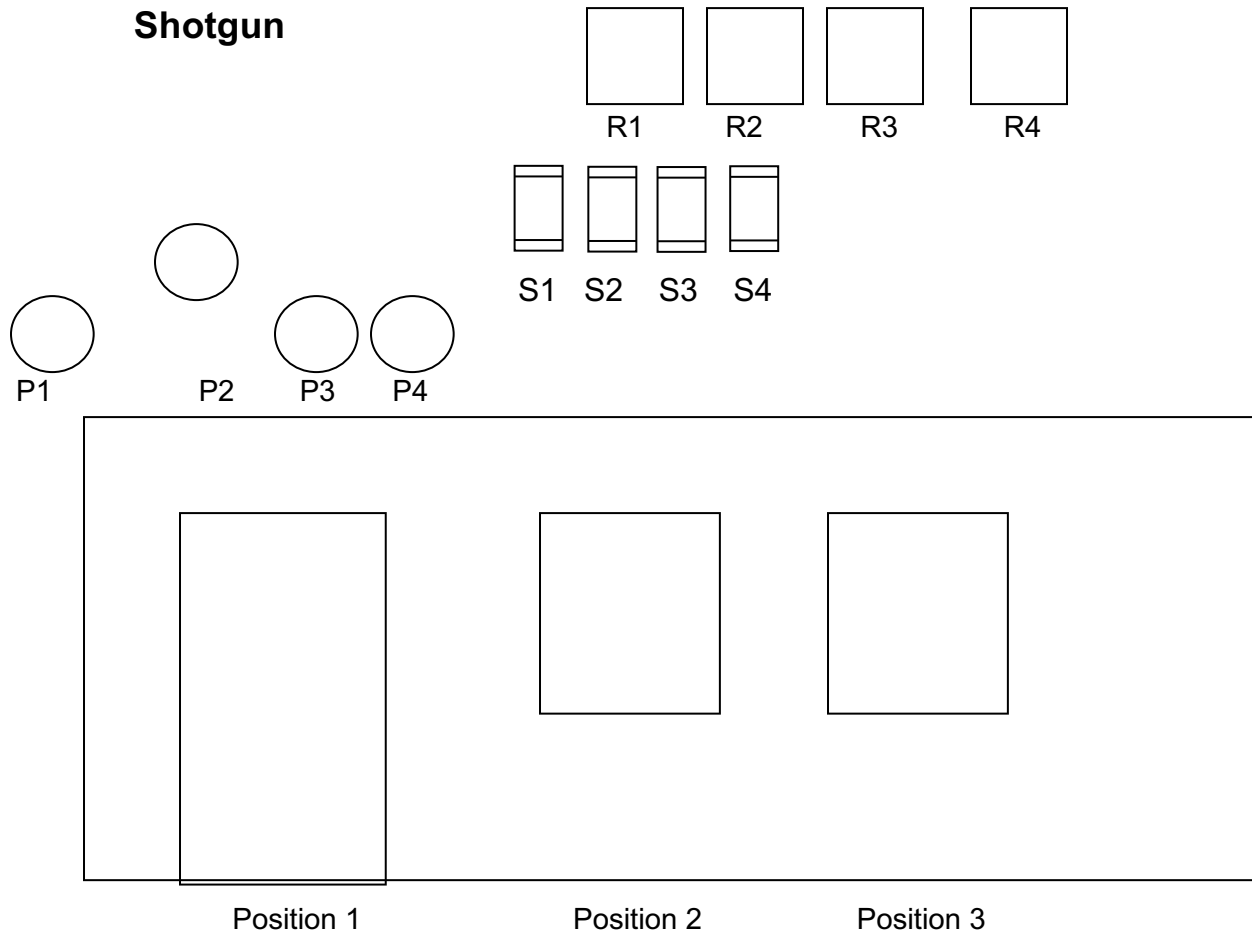 Shotgun
R1 R2 R3 R4
S1 S2 S3 S4
P1 P2 P3 P4
Position 1 Position 2 Position 3